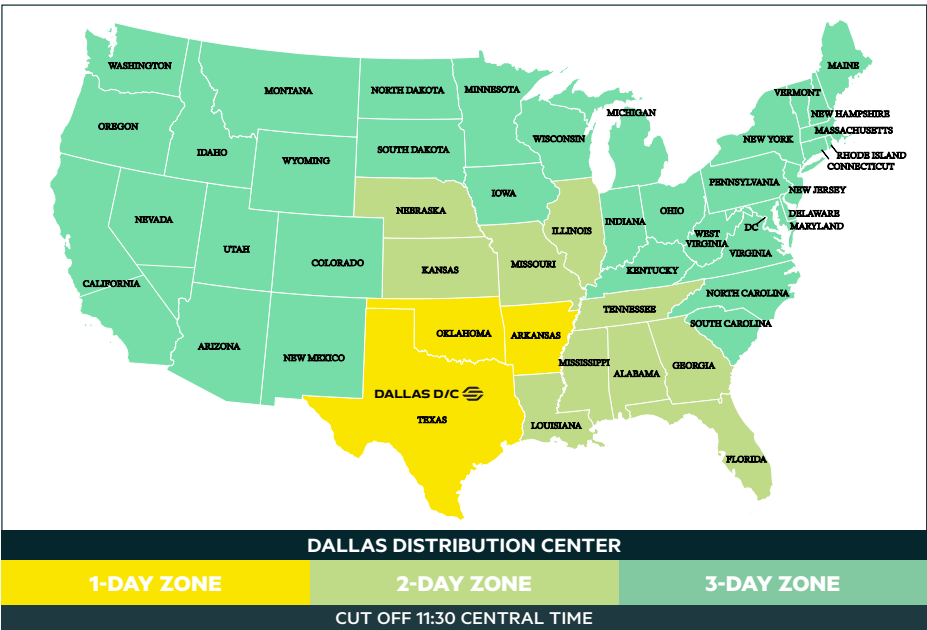 WASHINGTON
MONTANA
NORTH DAKOTA
MINNESOTA
MAINE
VERMONT
MICHIGAN
NEW HAMPSHIRE
OREGON
WISCONSIN
MASSACHUSETTS
NEW YORK
IDAHO
SOUTH DAKOTA
RHODE ISLAND
WYOMING
CONNECTICUT
PENNSYLVANIA
NEW JERSEY
IOWA
NEBRASKA
OHIO
DELAWARE
NEVADA
INDIANA
DC
MARYLAND
ILLINOIS
WEST
VIRGINIA
UTAH
VIRGINIA
COLORADO
MISSOURI
KANSAS
KENTUCKY
CALIFORNIA
NORTH CAROLINA
TENNESSEE
SOUTH CAROLINA
OKLAHOMA
ARKANSAS
ARIZONA
NEW MEXICO
MISSISSIPPI
GEORGIA
ALABAMA
DALLAS D/C
TEXAS
LOUISIANA
FLORIDA
DALLAS DISTRIBUTION CENTER
1-DAY ZONE
2-DAY ZONE
3-DAY ZONE
CUT OFF 11:30 CENTRAL TIME